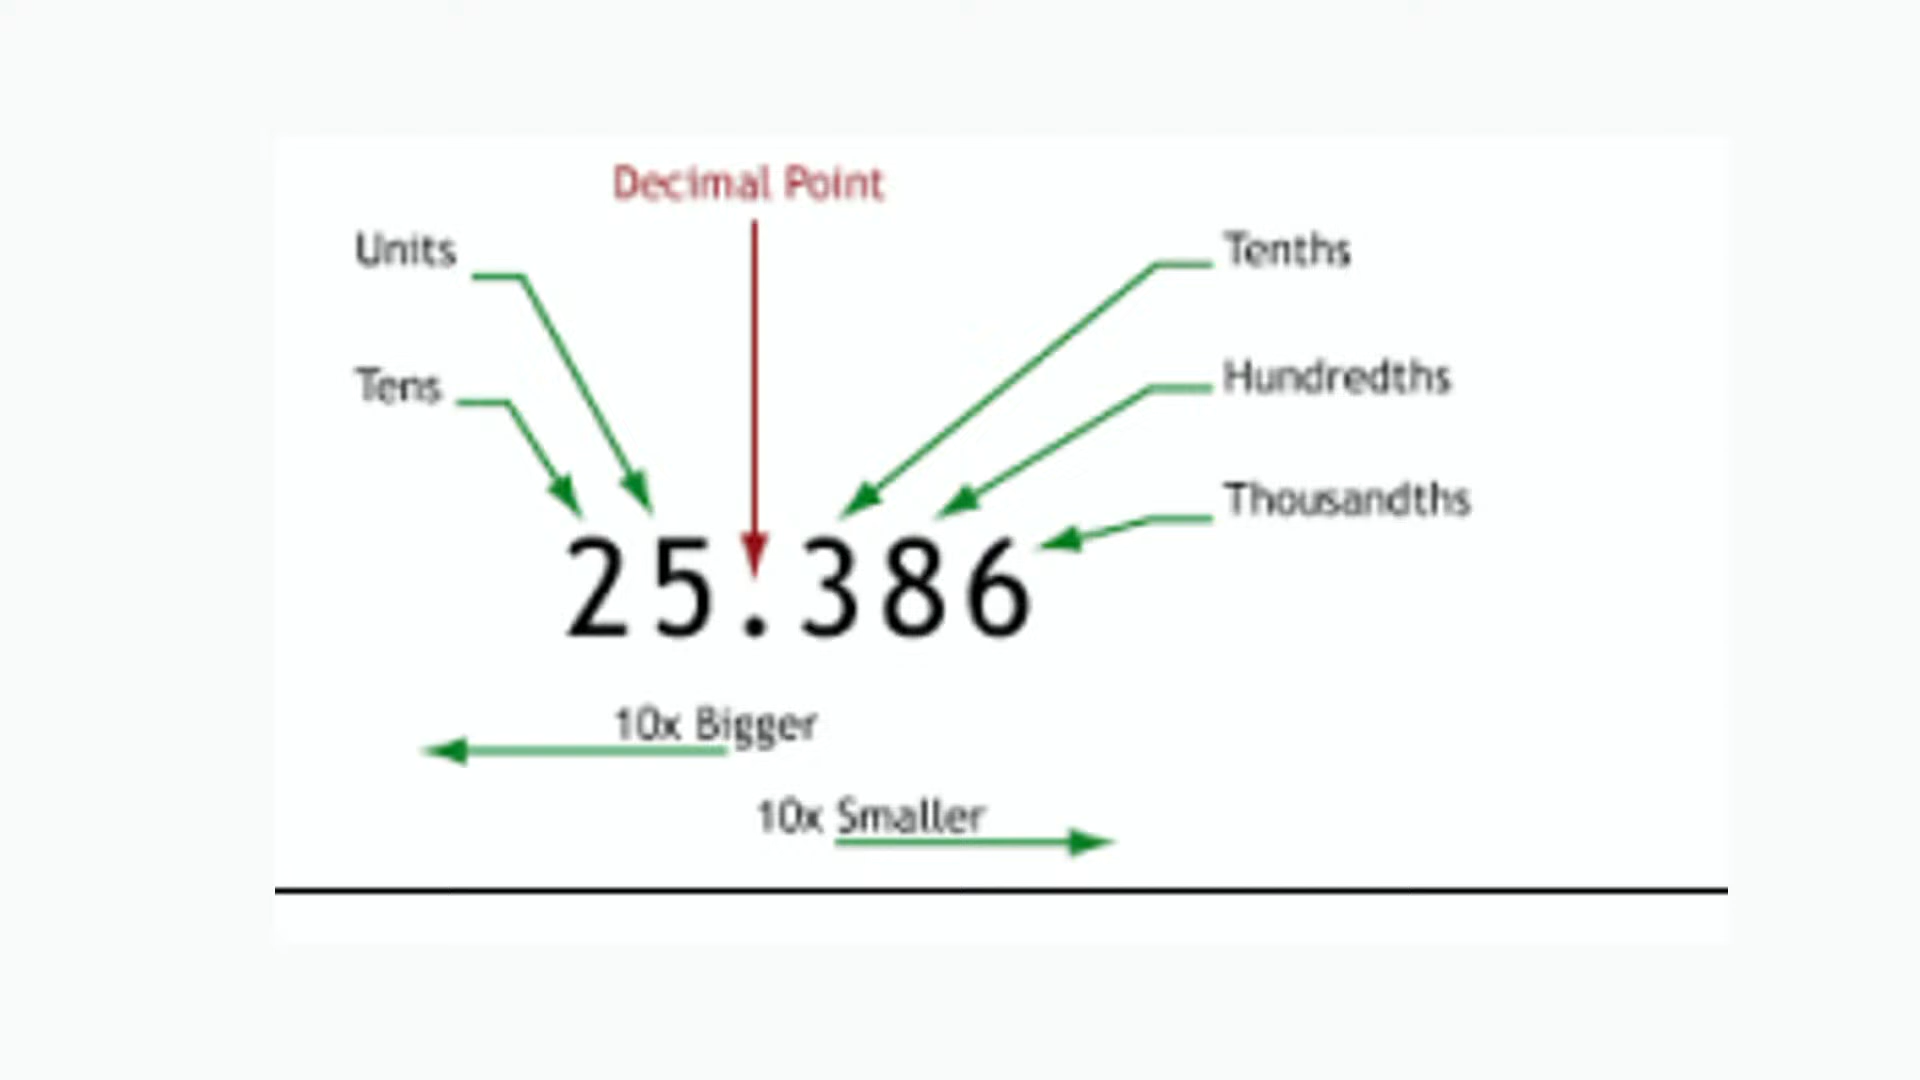 Decimal Point
Units
Tenths
Tens
Hundredths
Thousandths
25.386
10x Bigger
10x Smaller